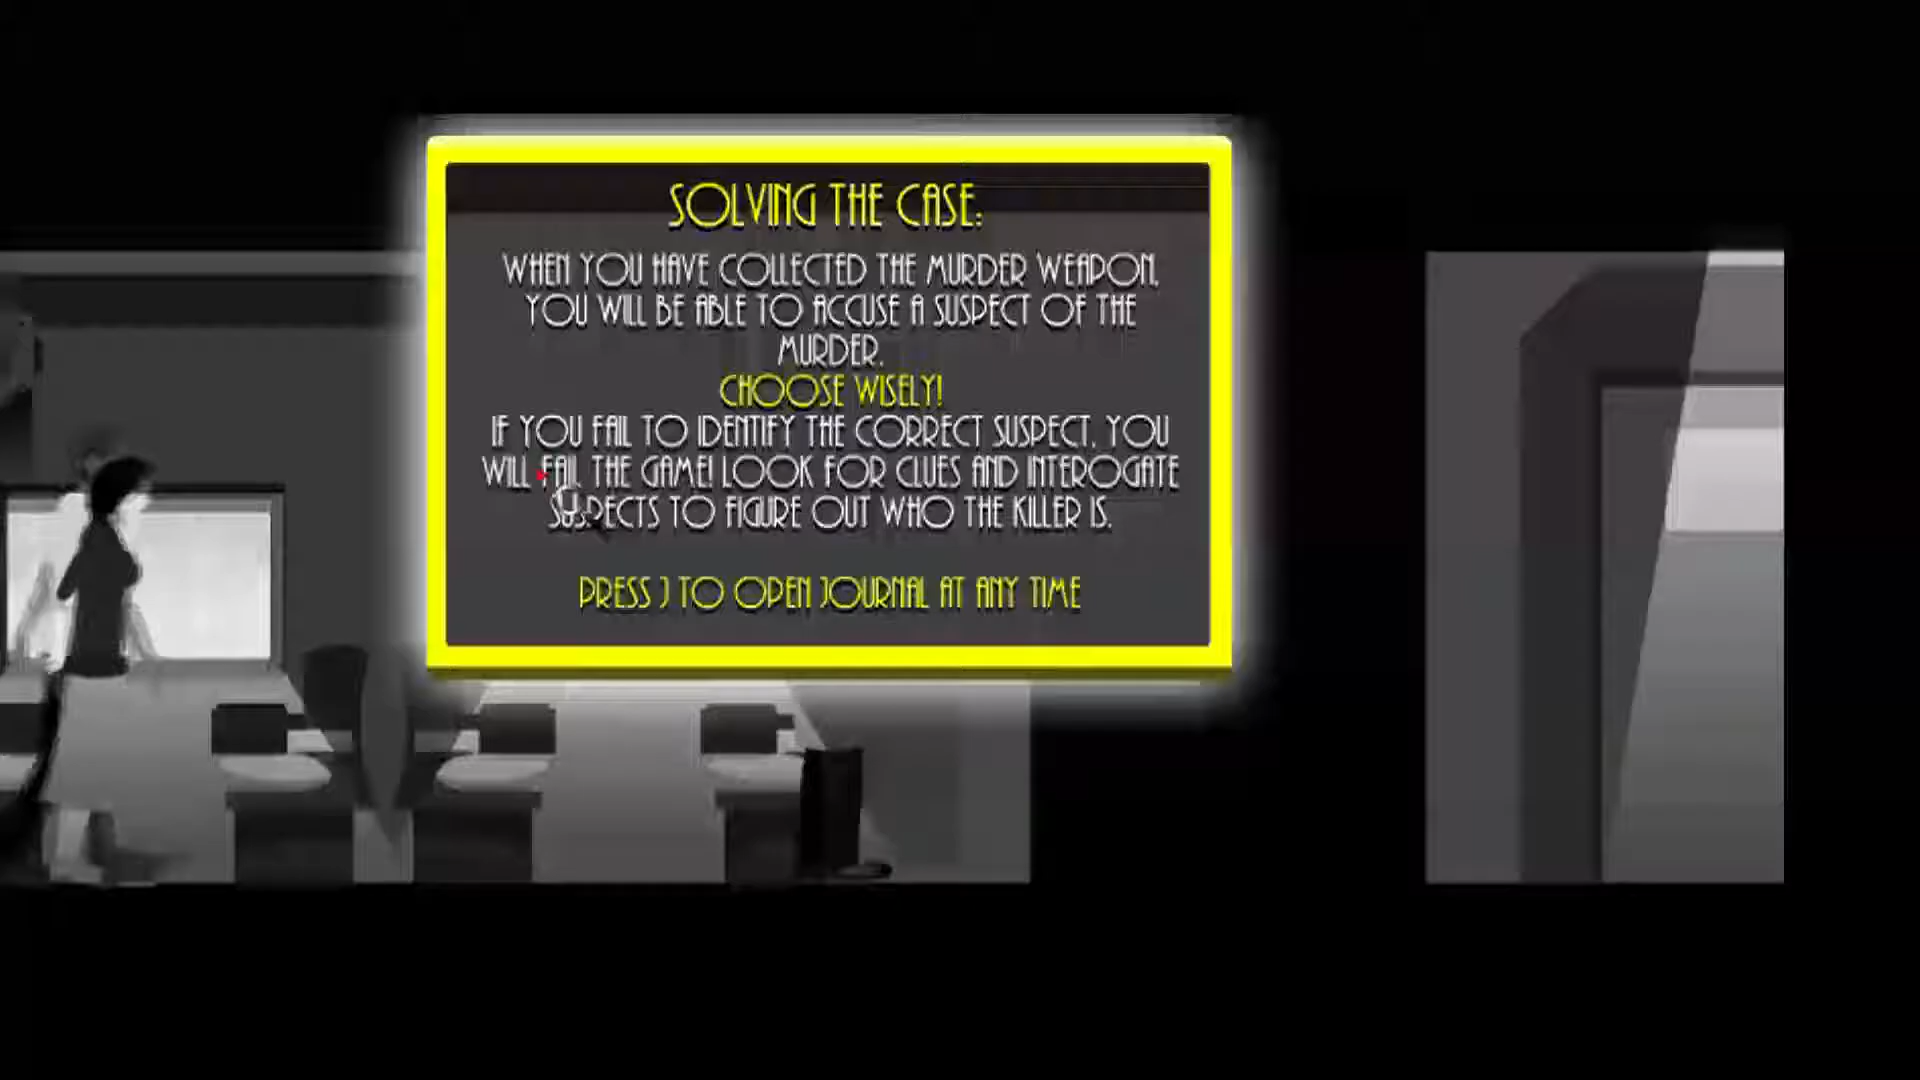 SOLVING THE CASE:
WHEN YOU HAVE COLLECTED THE MURDER WEAPON,
YOU WILL BE ABLE TO ACCUSE A SUSPECT OF THE
MURDER.
CHOOSE WISELY!
IF YOU FAIL TO IDENTIFY THE CORRECT SUSPECT, YOU
WILL FAIL THE GAME! LOOK FOR CLUES AND INTEROGATE
SUSPECTS TO FIGURE OUT WHO THE KILLER IS.
PRESS J TO OPEN JOURNAL AT ANY TIME